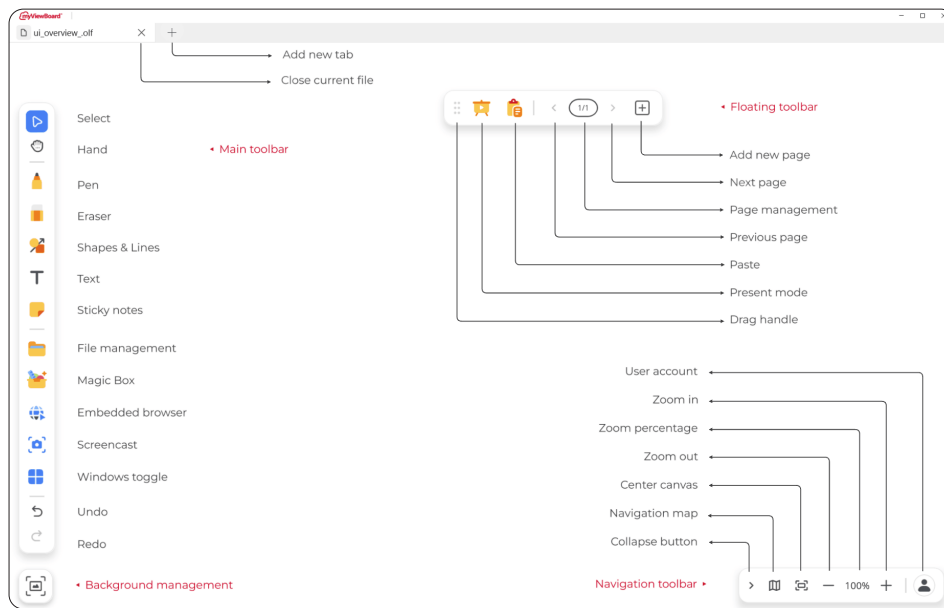 myViewBoard
ui_overview_.olf
Add new tab
Close current file
Select
Hand
Main toolbar
Pen
Eraser
Shapes & Lines
Text
Sticky notes
File management
Magic Box
Embedded browser
Screencast
Windows toggle
Undo
Redo
Background management
1/1
Floating toolbar
Add new page
Next page
Page management
Previous page
Paste
Present mode
Drag handle
User account
Zoom in
Zoom percentage
Zoom out
Center canvas
Navigation map
Collapse button
Navigation toolbar
100%